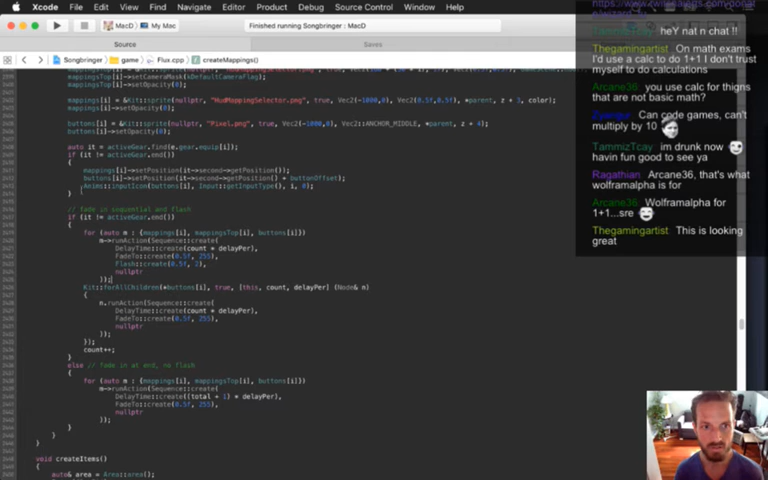 Xcode File Edit View Find Navigate Editor Product Debug Source Control Window Help
MacD My Mac
Finished running Songbringer : MacD
Source
Saves
Songbringer game Flux.cpp createMappings()
mappings[i] = &Kit::sprite(nullptr, "HudMappingSelector.png", true, Vec2(-1000,0), Vec2(0.5f,0.5f), *parent, z + 3, color);
mappings[i]->setOpacity(0);
buttons[i] = &Kit::sprite(nullptr, "Pixel.png", true, Vec2(-1000,0), Vec2::ANCHOR_MIDDLE, *parent, z + 4);
buttons[i]->setOpacity(0);
auto it = activeGear.find(e.gear.equip[i]);
if (it != activeGear.end())
{
mappings[i]->setPosition(it->second->getPosition());
buttons[i]->setPosition(it->second->getPosition() + buttonOffset);
Anims::inputIcon(buttons[i], Input::getInputType(), i, 0);
}
// fade in sequential and flash
if (it != activeGear.end())
{
for (auto m : {mappings[i], mappingsTop[i], buttons[i]})
m->runAction(Sequence::create(
DelayTime::create(count * delayPer),
FadeTo::create(0.5f, 255),
Flash::create(0.5f, 2),
nullptr
));
Kit::forAllChildren(*buttons[i], true, [this, count, delayPer] (Node& n)
{
n.runAction(Sequence::create(
DelayTime::create(count * delayPer),
FadeTo::create(0.5f, 255),
nullptr
));
});
count++;
}
else // fade in at end, no flash
{
for (auto m : {mappings[i], mappingsTop[i], buttons[i]})
m->runAction(Sequence::create(
DelayTime::create((total + 1) * delayPer),
FadeTo::create(0.5f, 255),
nullptr
));
}
}
}
void createItems()
{
auto& area = Area::area();
TammizTcay heY nat n chat !!
Thegamingartist On math exams
I'd use a calc to do 1+1 I don't trust
myself to do calculations
Arcane36 you use calc for thigns
that are not basic math?
Can code games, can't
multiply by 10
TammizTcay im drunk now
havin fun good to see ya
Ragathian Arcane36, that's what
wolframalpha is for
Arcane36 Wolframalpha for
1+1...sre
Thegamingartist This is looking
great